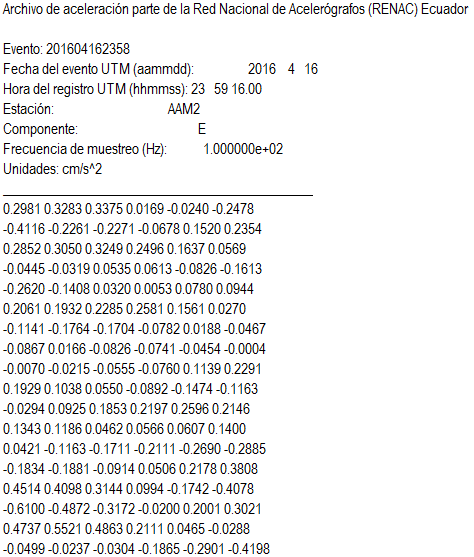 Archivo de aceleración parte de la Red Nacional de Acelerógrafos (RENAC) Ecuador
Evento: 201604162358
Fecha del evento UTM (aammdd): 2016 4 16
Hora del registro UTM (hhmmss): 23 59 16.00
Estación: AAM2
Componente: E
Frecuencia de muestreo (Hz): 1.000000e+02
Unidades: cm/s^2
0.2981 0.3283 0.3375 0.0169 -0.0240 -0.2478
-0.4116 -0.2261 -0.2271 -0.0678 0.1520 0.2354
0.2852 0.3050 0.3249 0.2496 0.1637 0.0569
-0.0445 -0.0319 0.0535 0.0613 -0.0826 -0.1613
-0.2620 -0.1408 0.0320 0.0053 0.0780 0.0944
0.2061 0.1932 0.2285 0.2581 0.1561 0.0270
-0.1141 -0.1764 -0.1704 -0.0782 0.0188 -0.0467
-0.0867 0.0166 -0.0826 -0.0741 -0.0454 -0.0004
-0.0070 -0.0215 -0.0555 -0.0760 0.1139 0.2291
0.1929 0.1038 0.0550 -0.0892 -0.1474 -0.1163
-0.0294 0.0925 0.1853 0.2197 0.2596 0.2146
0.1343 0.1186 0.0462 0.0566 0.0607 0.1400
0.0421 -0.1163 -0.1711 -0.2111 -0.2690 -0.2885
-0.1834 -0.1881 -0.0914 0.0506 0.2178 0.3808
0.4514 0.4098 0.3144 0.0994 -0.1742 -0.4078
-0.6100 -0.4872 -0.3172 -0.0200 0.2001 0.3021
0.4737 0.5521 0.4863 0.2111 0.0465 -0.0288
-0.0499 -0.0237 -0.0304 -0.1865 -0.2901 -0.4198